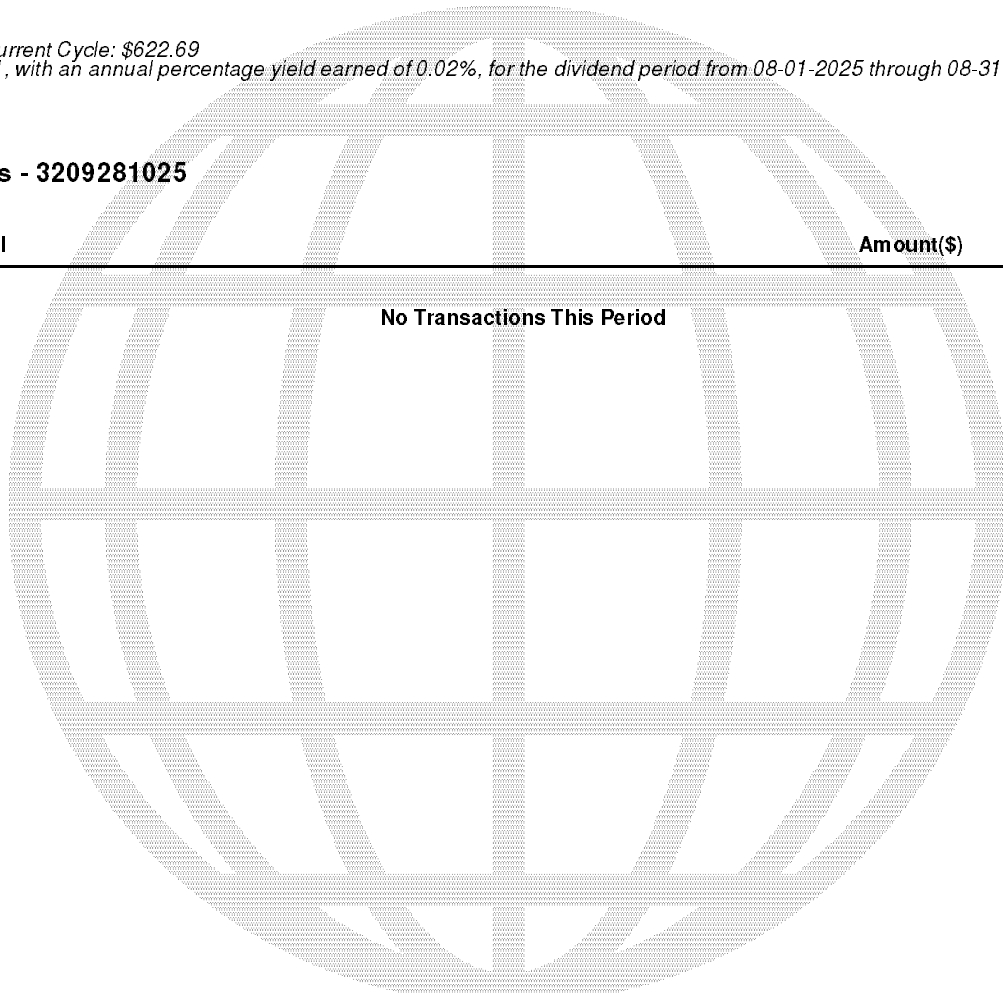 urrent Cycle: $622.69
, with an annual percentage yield earned of 0.02%, for the dividend period from 08-01-2025 through 08-31
s - 3209281025
l Amount($)
No Transactions This Period